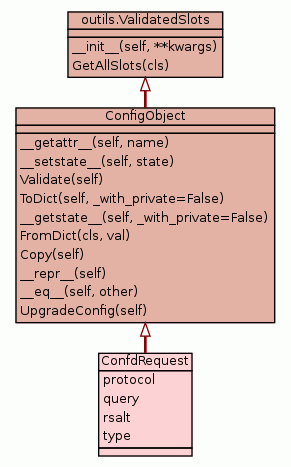 outils.ValidatedSlots
__init__(self, **kwargs)
GetAllSlots(cls)
ConfigObject
__getattr__(self, name)
__setstate__(self, state)
Validate(self)
ToDict(self, _with_private=False)
__getstate__(self, _with_private=False)
FromDict(cls, val)
Copy(self)
__repr__(self)
__eq__(self, other)
UpgradeConfig(self)
ConfdRequest
protocol
query
rsalt
type